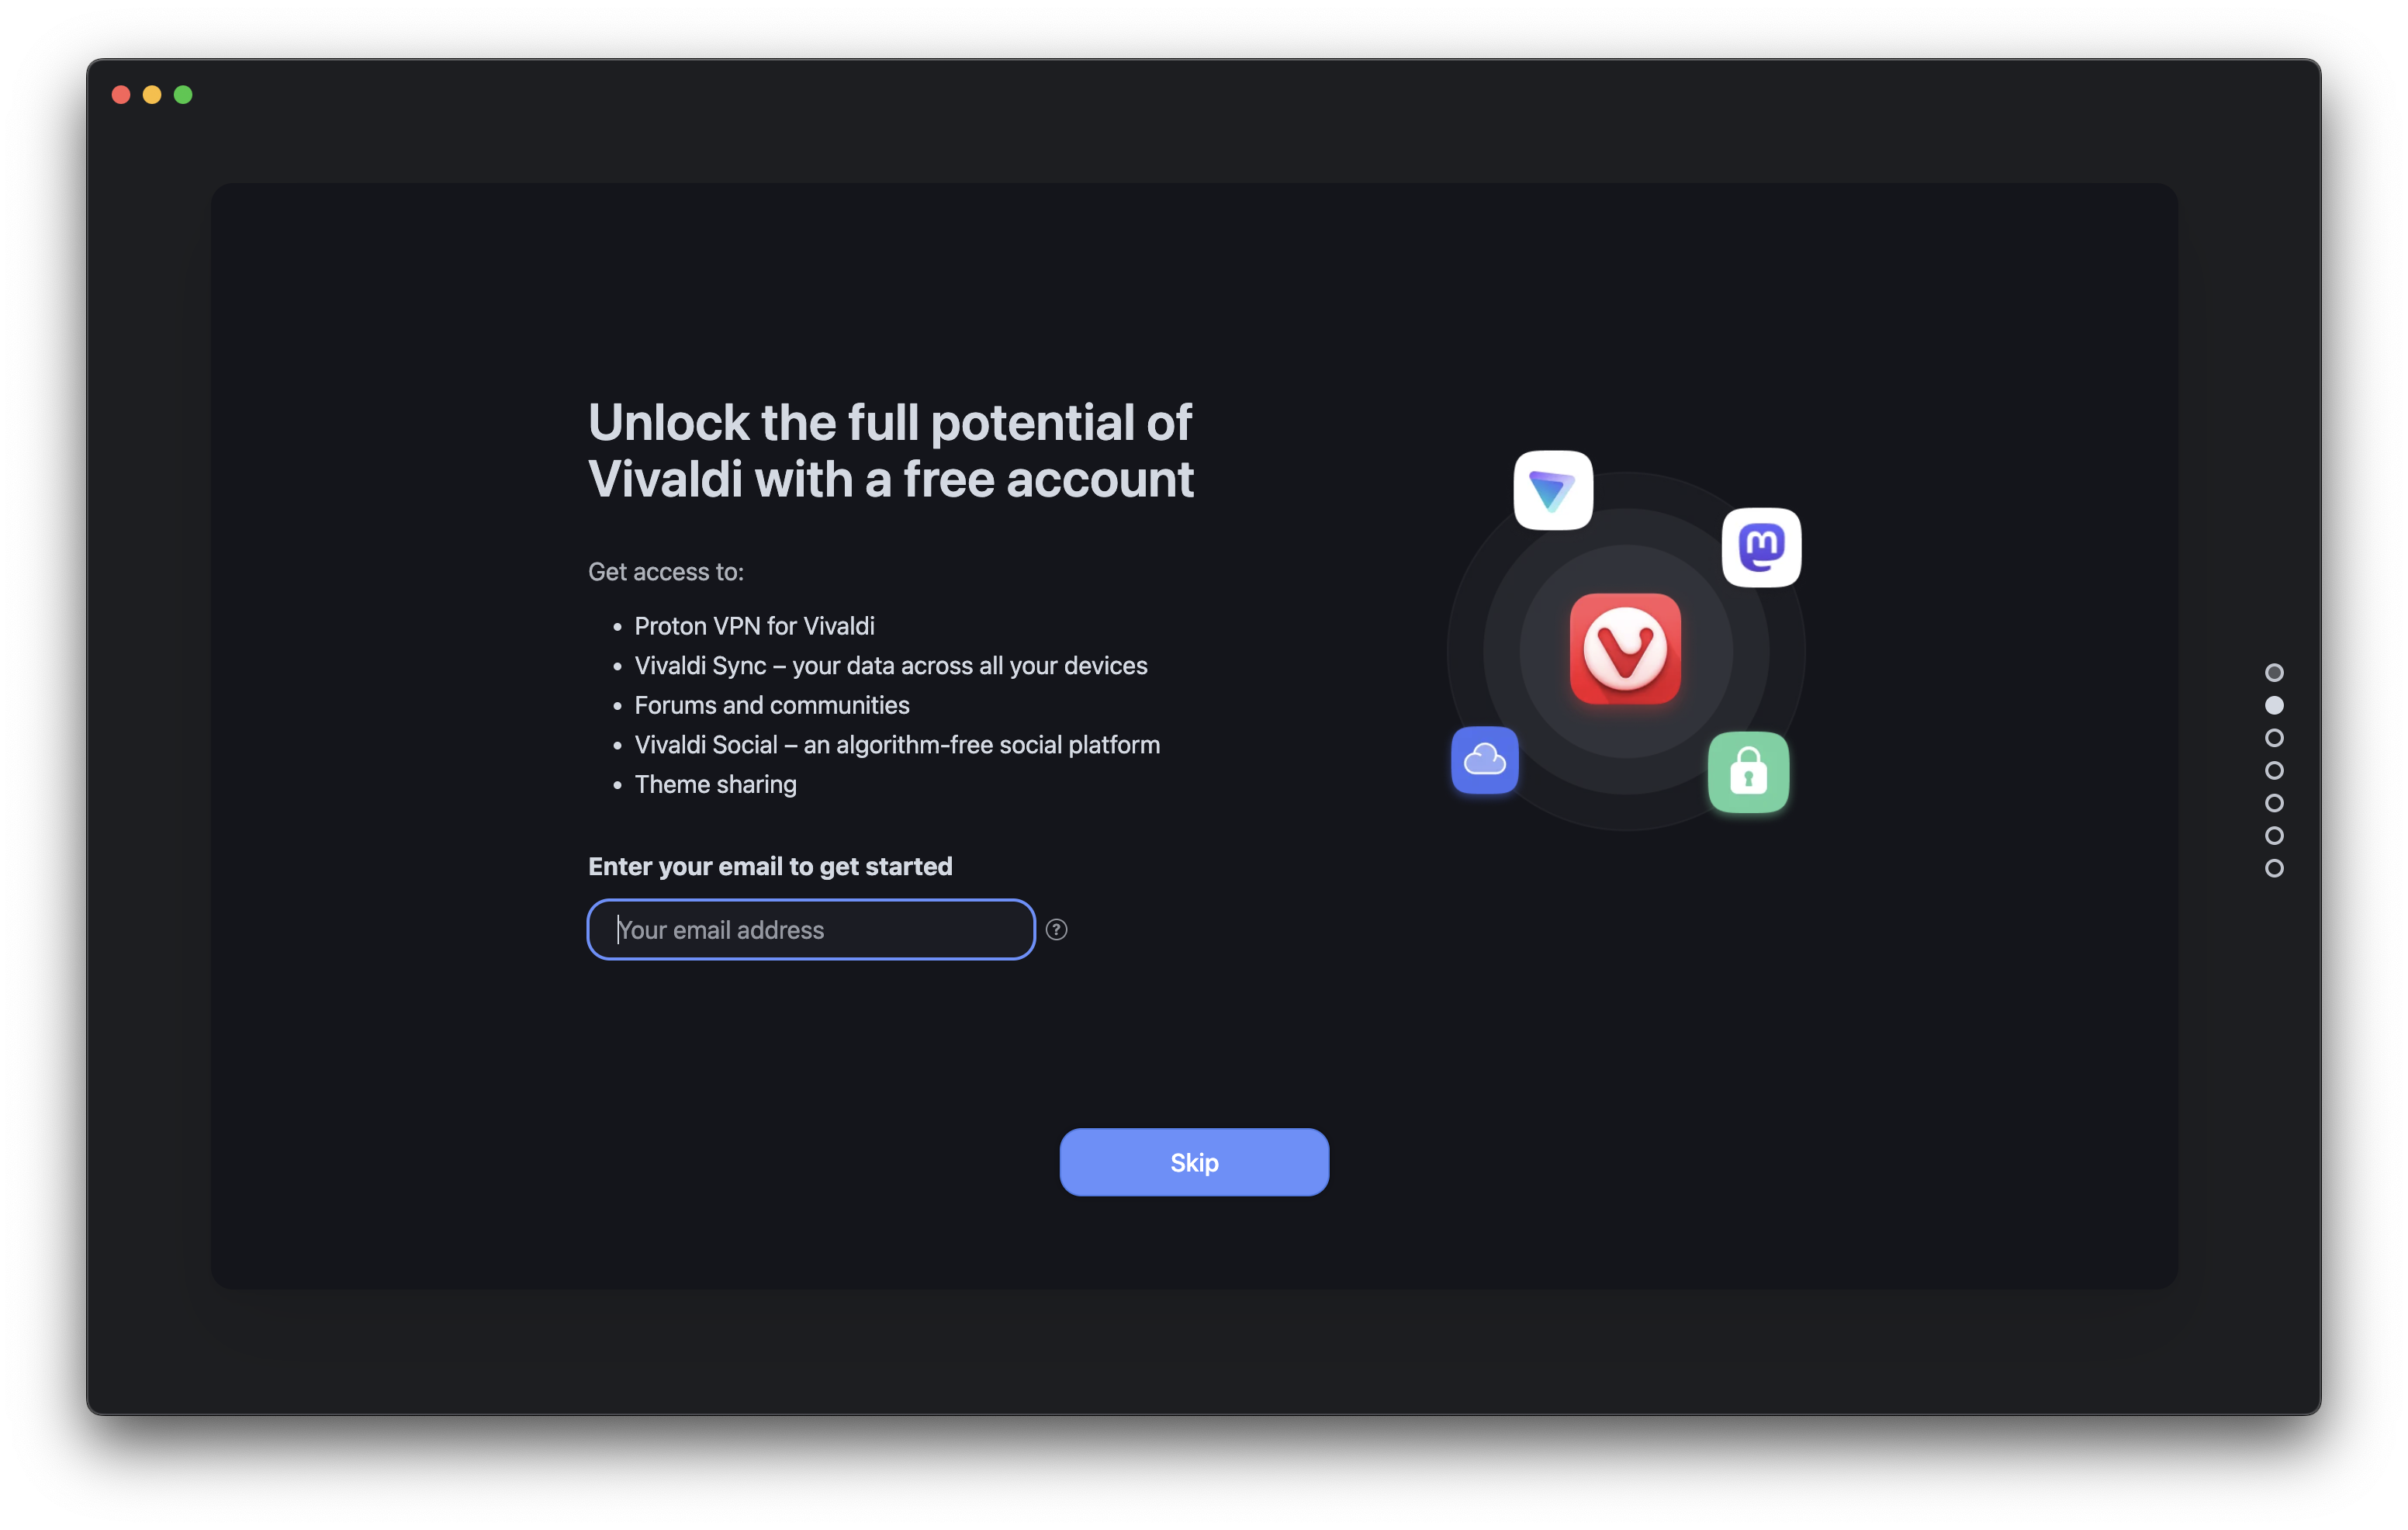 Unlock the full potential of
Vivaldi with a free account
Get access to:
• Proton VPN for Vivaldi
• Vivaldi Sync – your data across all your devices
• Forums and communities
• Vivaldi Social – an algorithm-free social platform
• Theme sharing
Enter your email to get started
Your email address
?
Skip